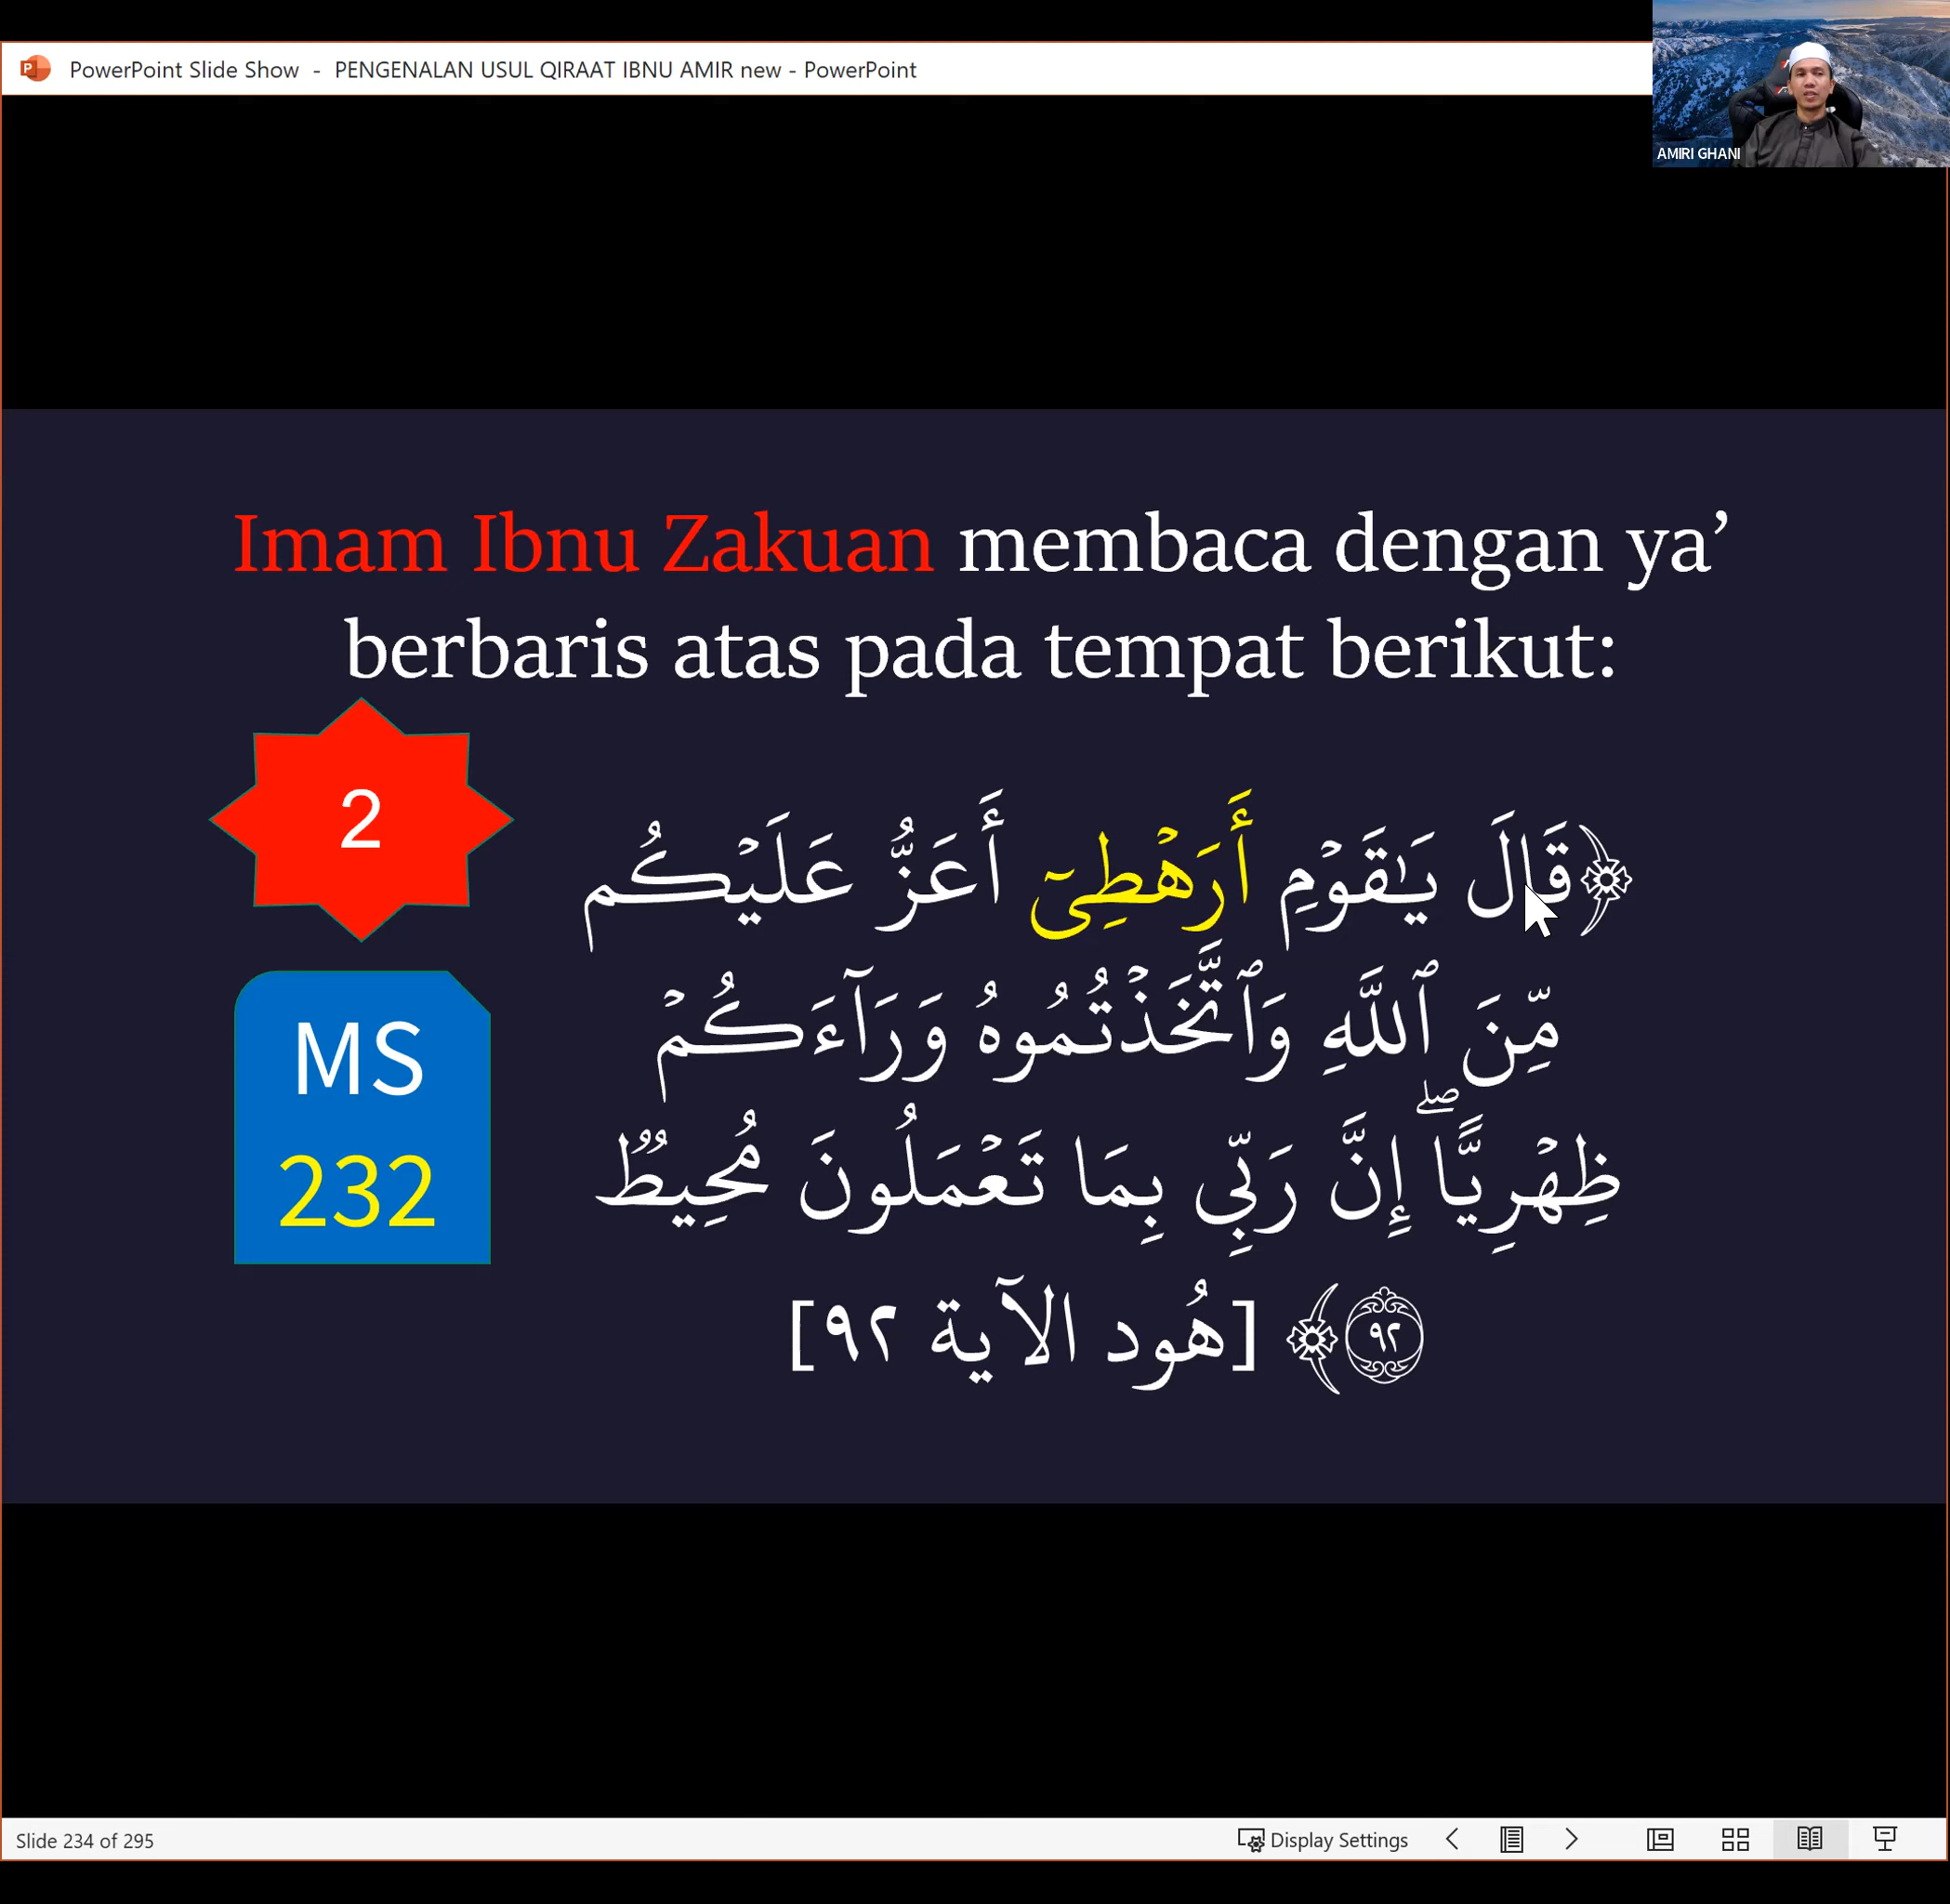 PowerPoint Slide Show - PENGENALAN USUL QIRAAT IBNU AMIR new - PowerPoint
AMIRI GHANI
Imam Ibnu Zakuan membaca dengan ya’
berbaris atas pada tempat berikut:
2
MS
232
﴿قَالَ يَٰقَوۡمِ أَرَهۡطِيٓ أَعَزُّ عَلَيۡكُم
مِّنَ ٱللَّهِ وَٱتَّخَذۡتُمُوهُ وَرَآءَكُمۡ
ظِهۡرِيًّاۖ إِنَّ رَبِّي بِمَا تَعۡمَلُونَ مُحِيطٞ
٩٢﴾ [هُود الآية ٩٢]
Slide 234 of 295
Display Settings